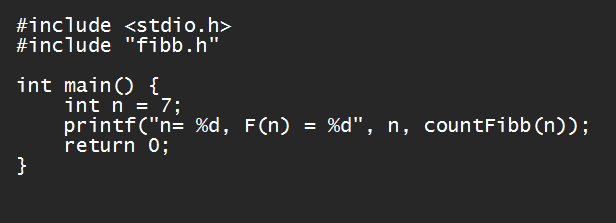 #include <stdio.h>
#include "fibb.h"

int main() {
    int n = 7;
    printf("n= %d, F(n) = %d", n, countFibb(n));
    return 0;
}